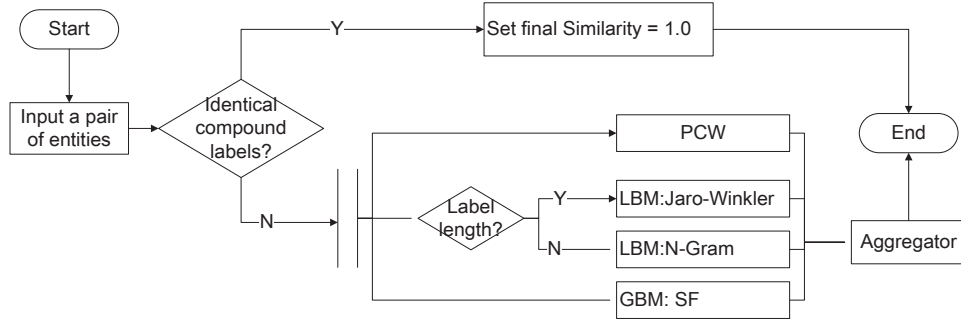 Start
Input a pair
of entities
Identical
compound
labels?
Y
Set final Similarity = 1.0
End
N
PCW
Label
length?
Y
LBM:Jaro-Winkler
N
LBM:N-Gram
GBM: SF
Aggregator